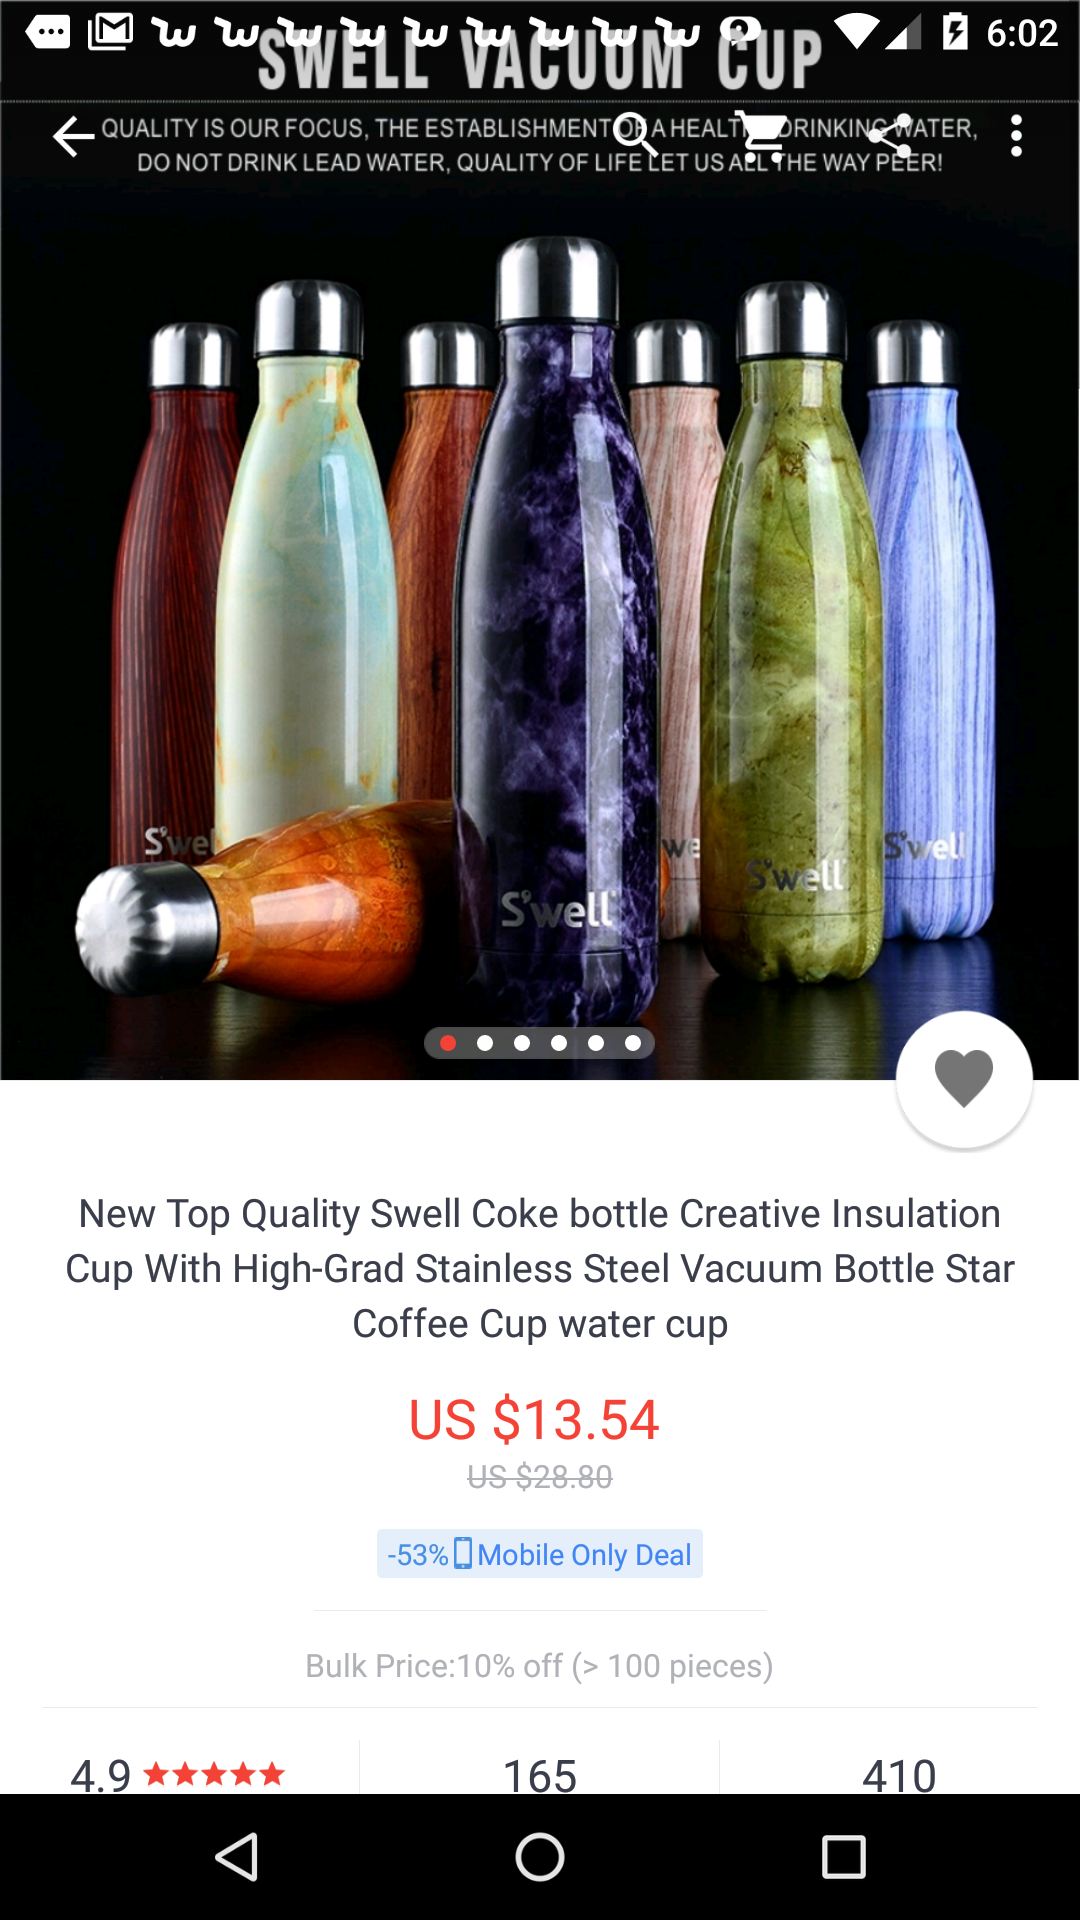 6:02
SWELL VACUUM CUP
QUALITY IS OUR FOCUS, THE ESTABLISHMENT OF A HEALTHY DRINKING WATER,
DO NOT DRINK LEAD WATER, QUALITY OF LIFE LET US ALL THE WAY PEER!
S'wel
we
S'well
S'well
S'well
New Top Quality Swell Coke bottle Creative Insulation
Cup With High-Grad Stainless Steel Vacuum Bottle Star
Coffee Cup water cup
US $13.54
US $28.80
-53% Mobile Only Deal
Bulk Price:10% off (> 100 pieces)
4.9 165 410